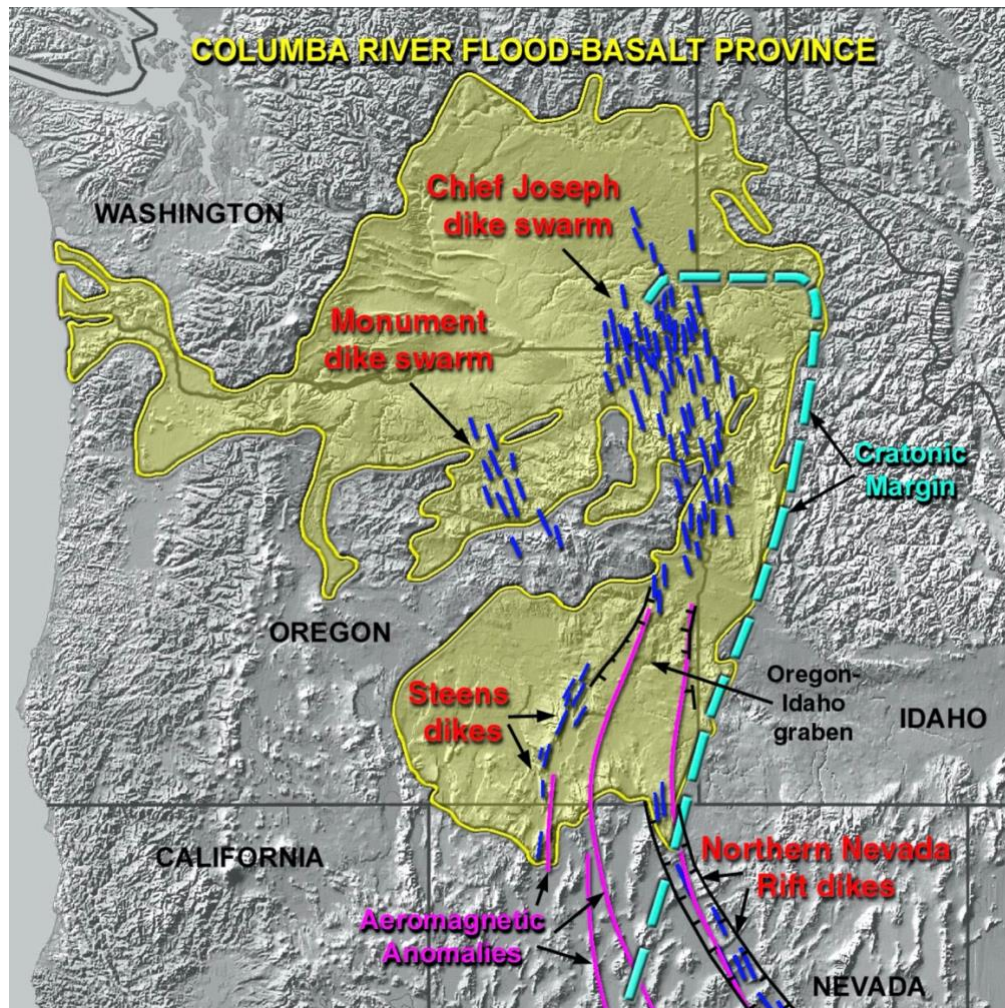 COLUMBA RIVER FLOOD-BASALT PROVINCE
Chief Joseph
dike swarm
WASHINGTON
Monument
dike swarm
Cratonic
Margin
OREGON
Oregon-
Idaho
graben
Steens
dikes
IDAHO
CALIFORNIA
Northern Nevada
Rift dikes
Aeromagnetic
Anomalies
NEVADA